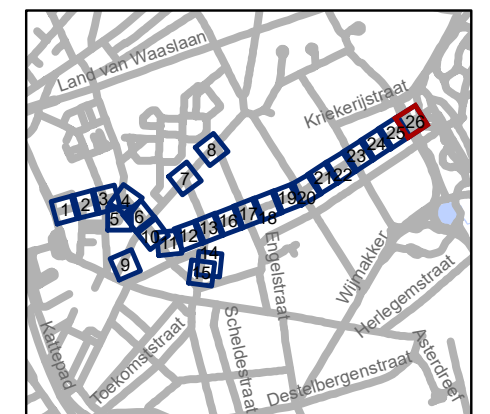 Land van Waaslaan
Kriekerijstraat
26
25
24
23
22
21
20
19
18
17
16
13
12
11
10
8
7
1
2
3
4
5
6
9
14
15
Engelstraat
Wijmakker
Herlegemstraat
Kattepad
Toekomststraat
Scheldestraat
Destelbergenstraat
Asterdreef